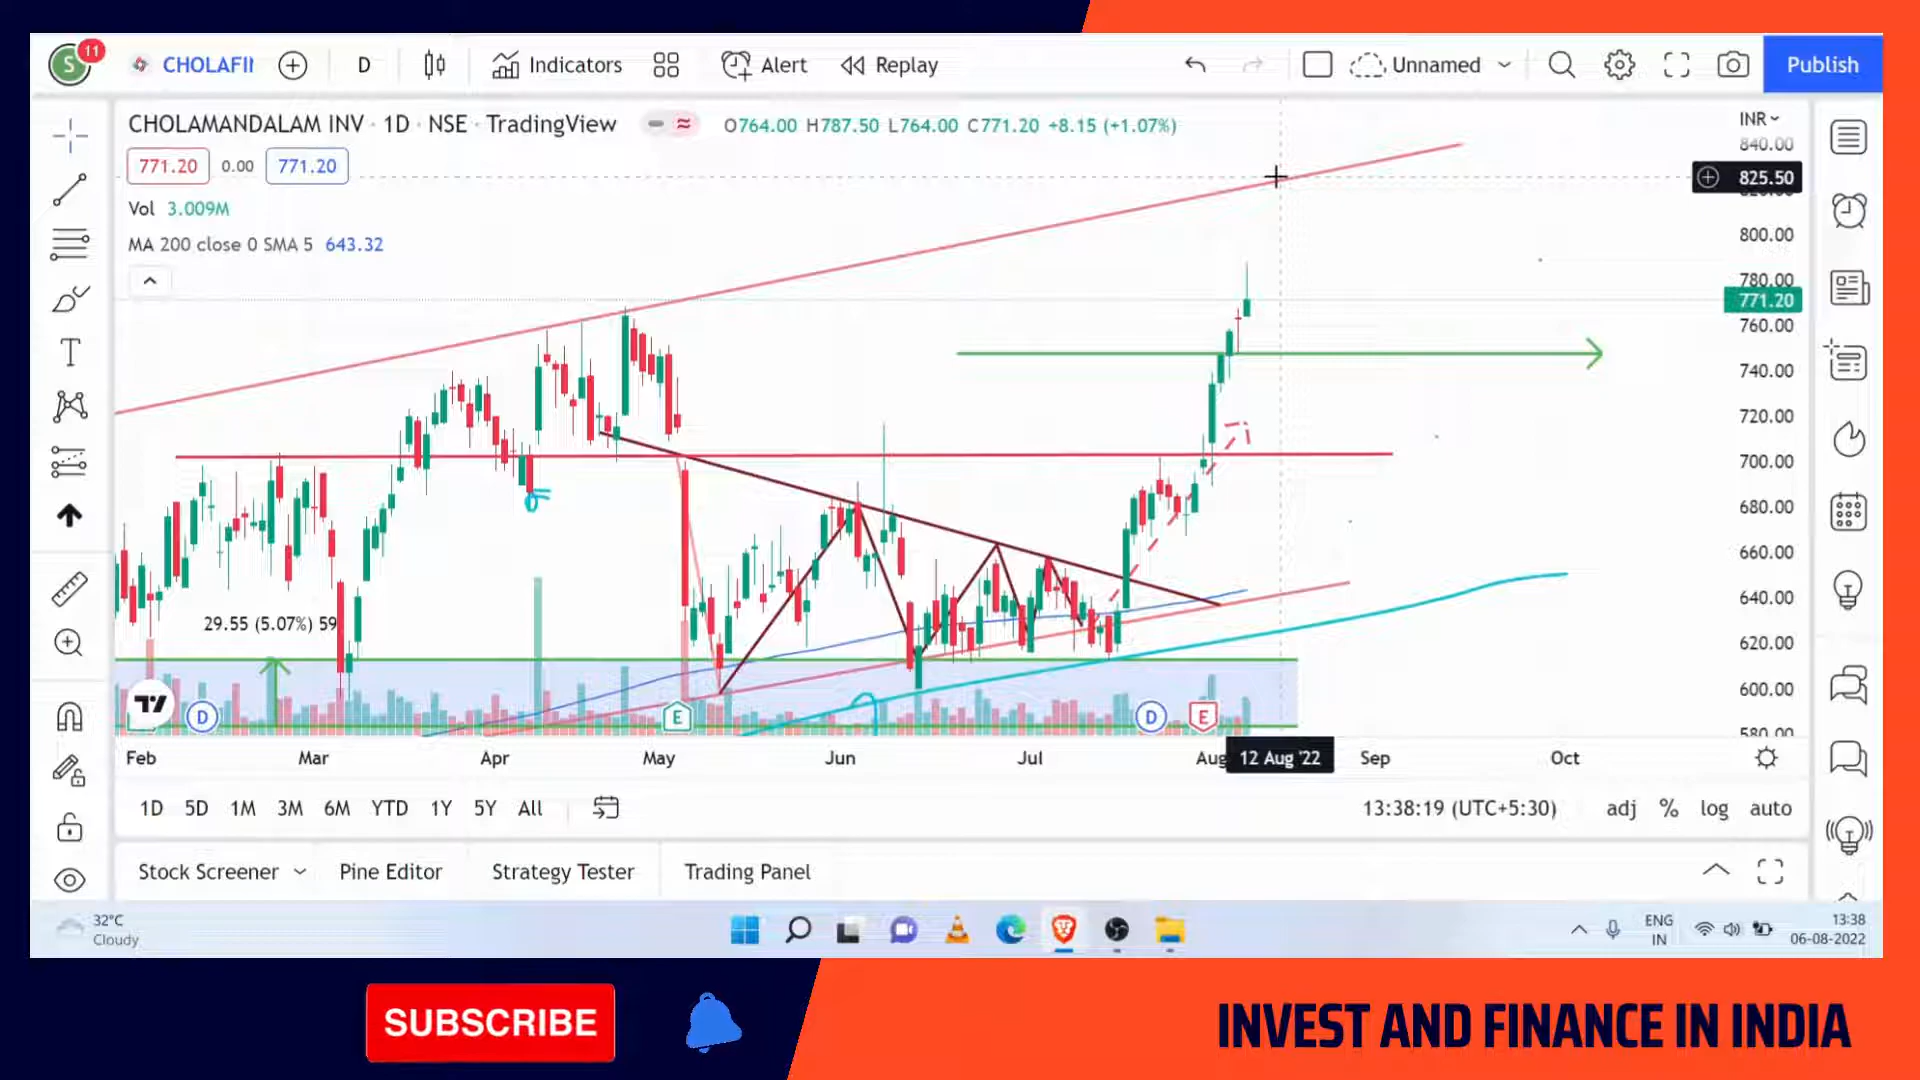 S 11 CHOLAFII D Indicators Alert Replay Unnamed Publish
CHOLAMANDALAM INV · 1D · NSE · TradingView O764.00 H787.50 L764.00 C771.20 +8.15 (+1.07%) INR
771.20 0.00 771.20
Vol 3.009M
MA 200 close 0 SMA 5 643.32
840.00
825.50
800.00
780.00
771.20
760.00
740.00
720.00
700.00
680.00
660.00
640.00
620.00
600.00
580.00
29.55 (5.07%) 59
D E D E
Feb Mar Apr May Jun Jul Aug 12 Aug '22 Sep Oct
1D 5D 1M 3M 6M YTD 1Y 5Y All 13:38:19 (UTC+5:30) adj % log auto
Stock Screener Pine Editor Strategy Tester Trading Panel
32°C
Cloudy
ENG
IN
13:38
06-08-2022
SUBSCRIBE
INVEST AND FINANCE IN INDIA